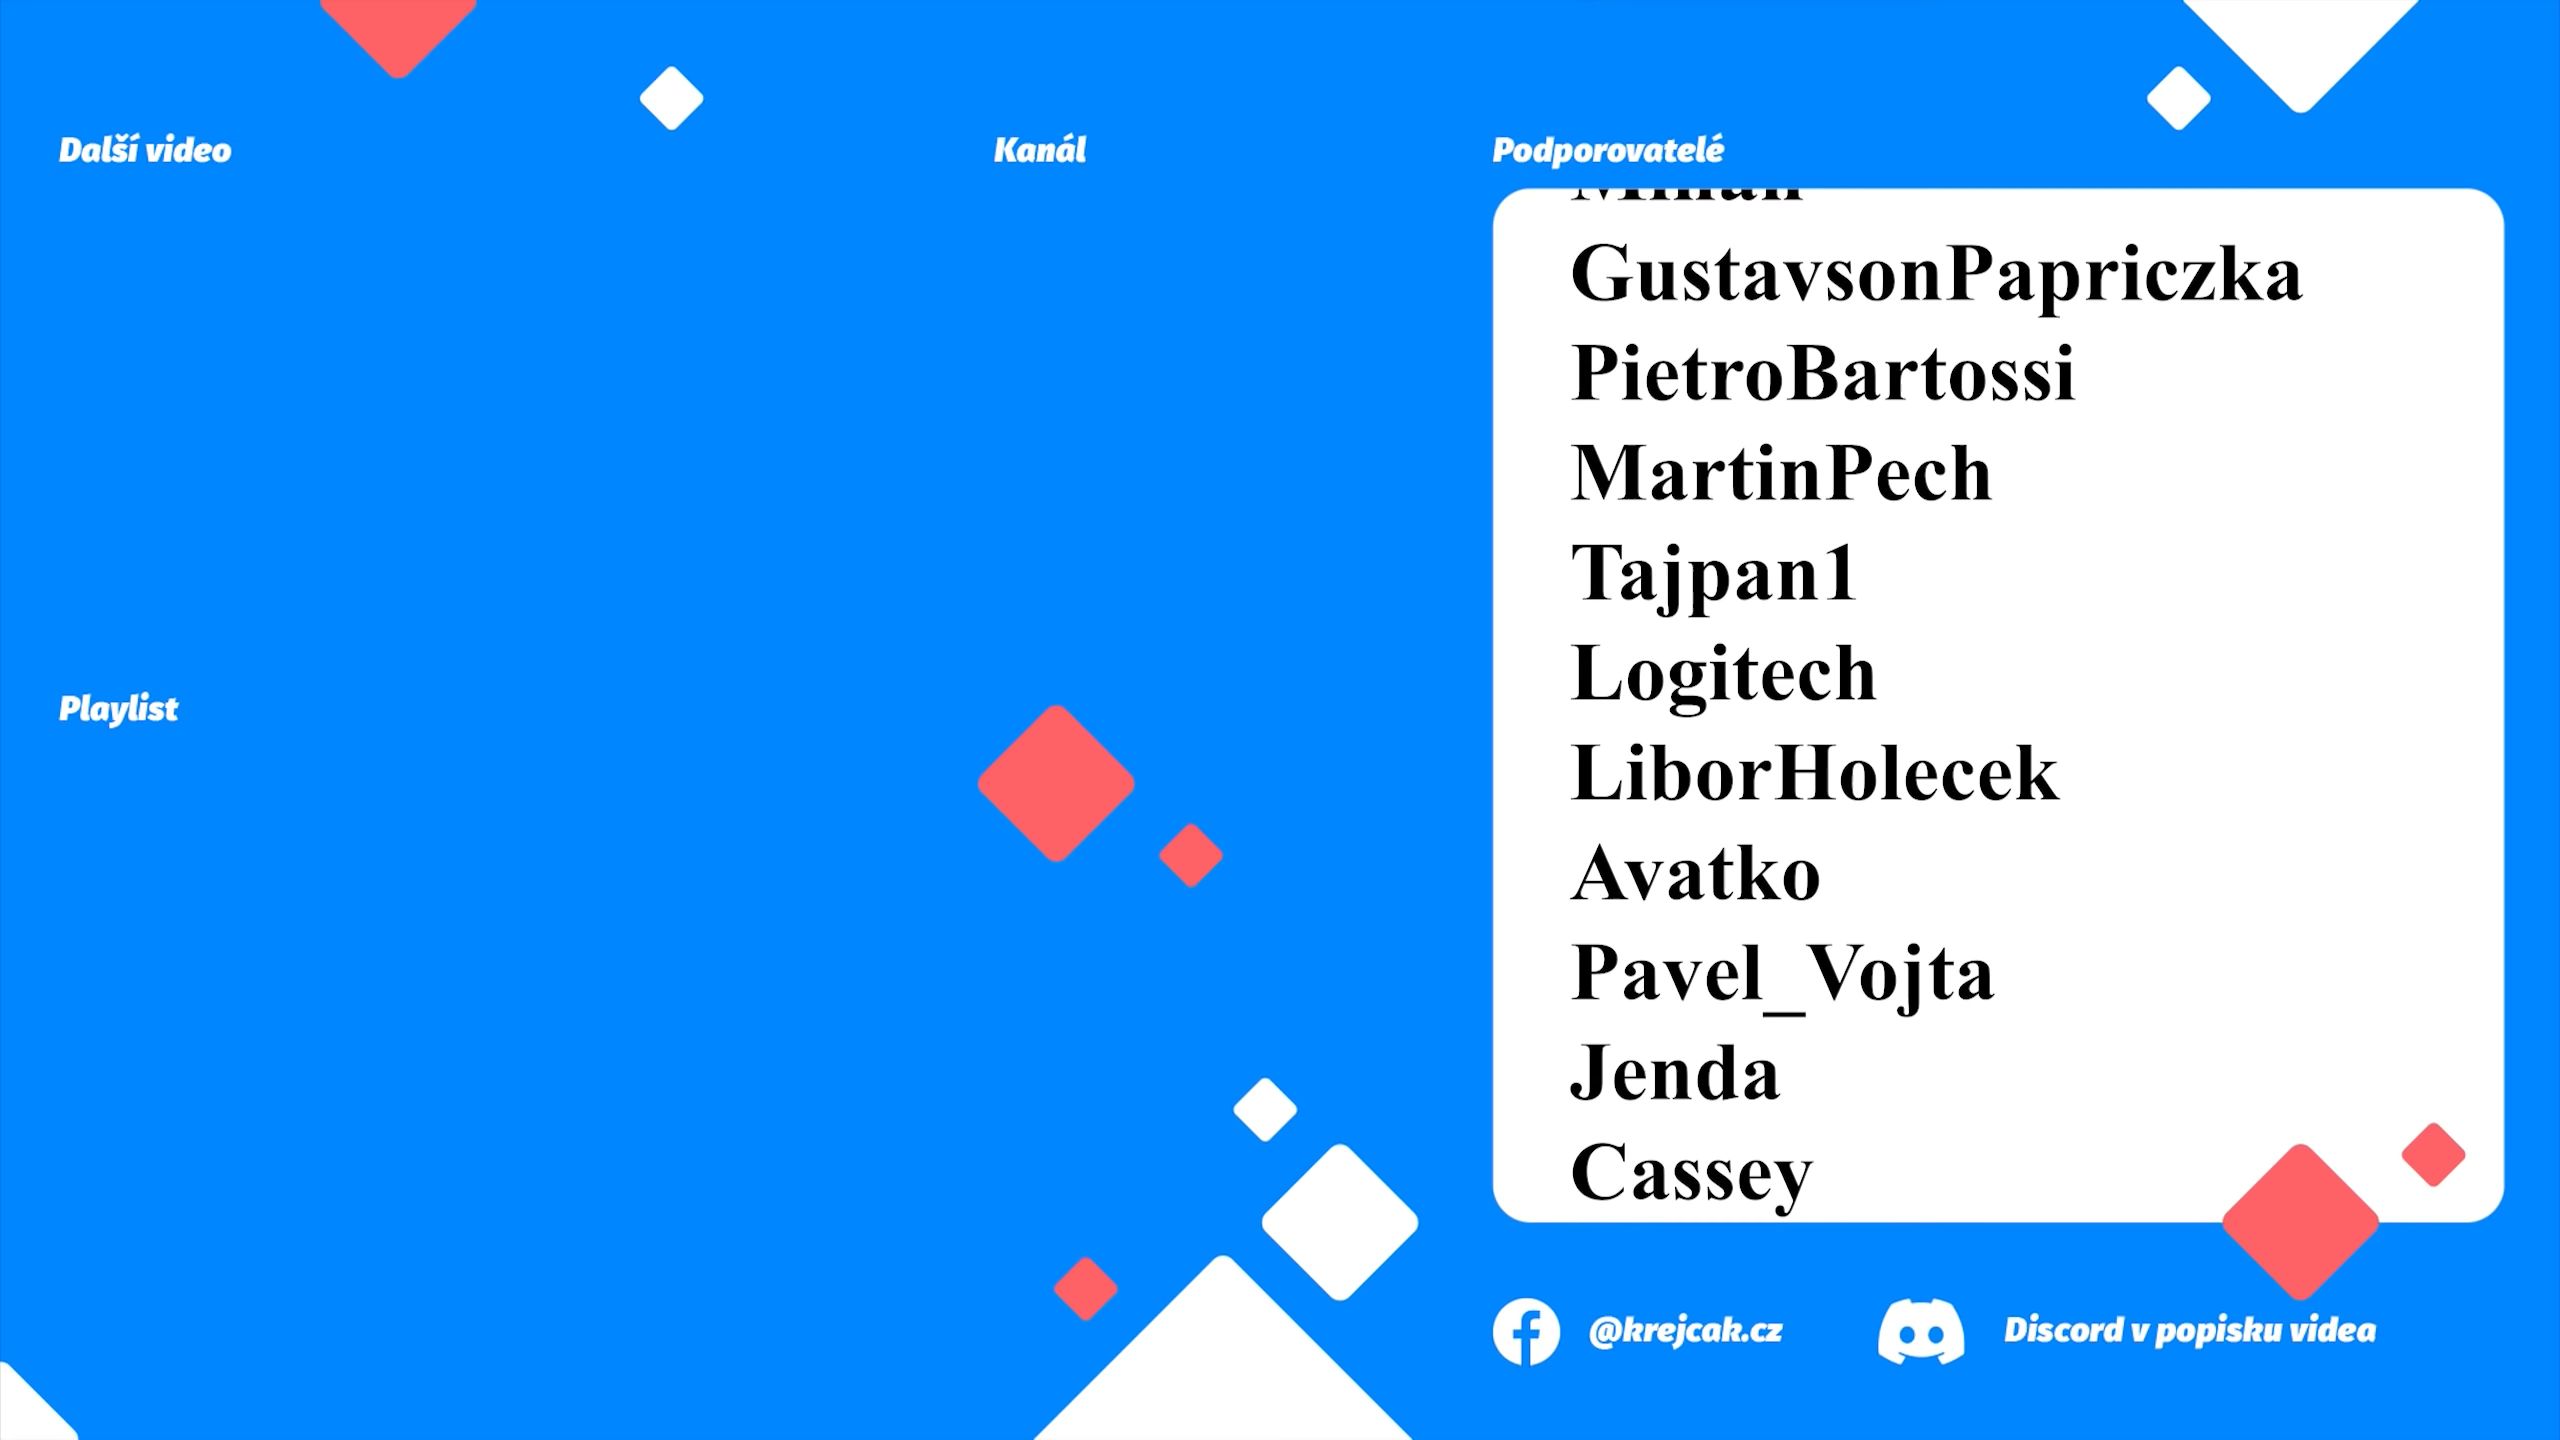 Další video
Kanál
Podporovatelé
GustavsonPapriczka
PietroBartossi
MartinPech
Tajpan1
Logitech
LiborHolecek
Avatko
Pavel_Vojta
Jenda
Cassey
Playlist
@krejcak.cz
Discord v popisku videa